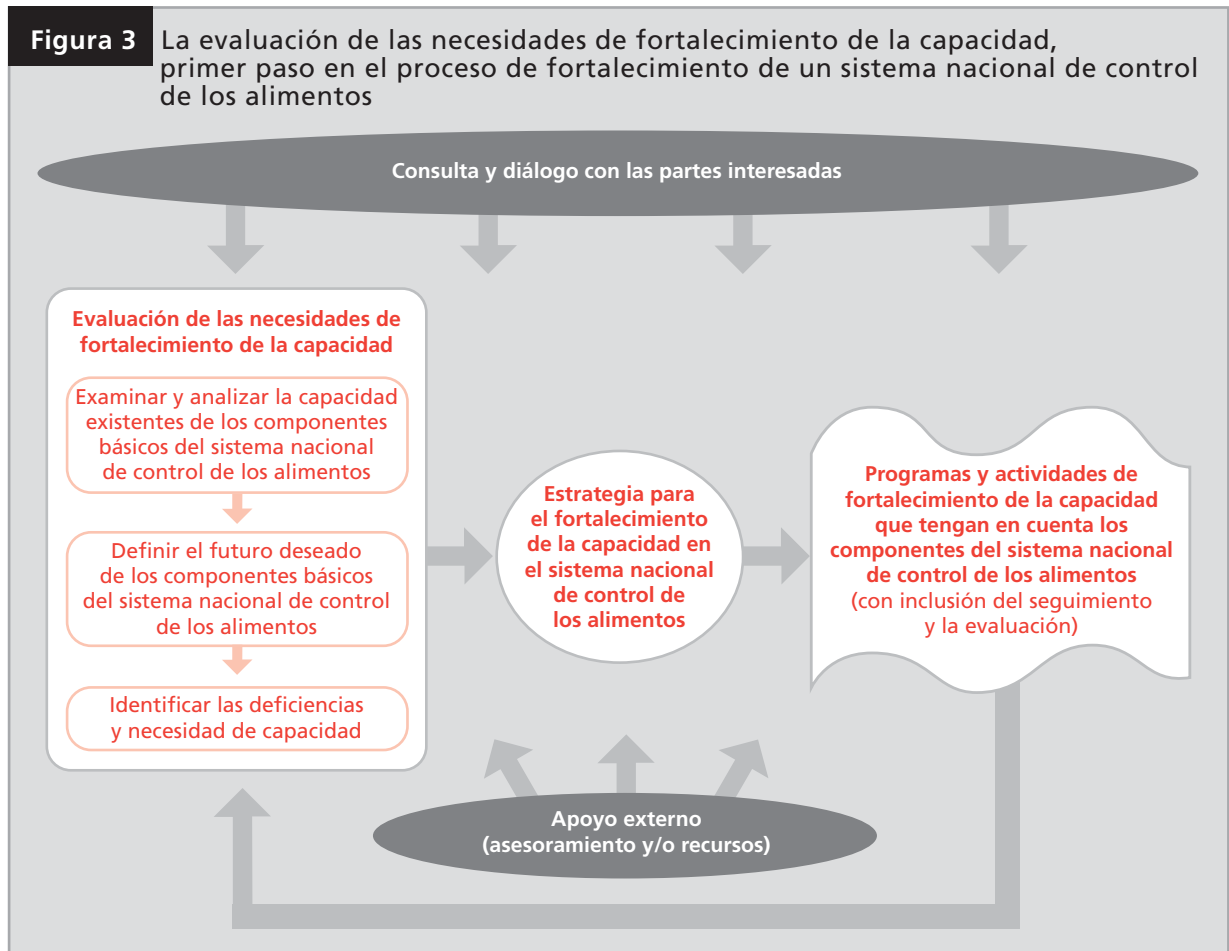 Figura 3
La evaluación de las necesidades de fortalecimiento de la capacidad,
primer paso en el proceso de fortalecimiento de un sistema nacional de control
de los alimentos
Consulta y diálogo con las partes interesadas
Evaluación de las necesidades de
fortalecimiento de la capacidad
Examinar y analizar la capacidad
existentes de los componentes
básicos del sistema nacional
de control de los alimentos
Definir el futuro deseado
de los componentes básicos
del sistema nacional de control
de los alimentos
Identificar las deficiencias
y necesidad de capacidad
Estrategia para
el fortalecimiento
de la capacidad en
el sistema nacional
de control de
los alimentos
Programas y actividades de
fortalecimiento de la capacidad
que tengan en cuenta los
componentes del sistema nacional
de control de los alimentos
(con inclusión del seguimiento
y la evaluación)
Apoyo externo
(asesoramiento y/o recursos)